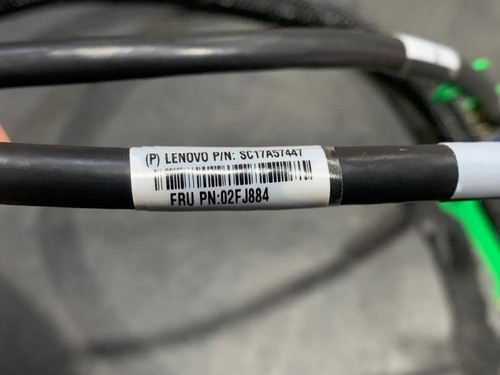 (P) LENOVO P/N: SC17A57447
FRU PN:02FJ884